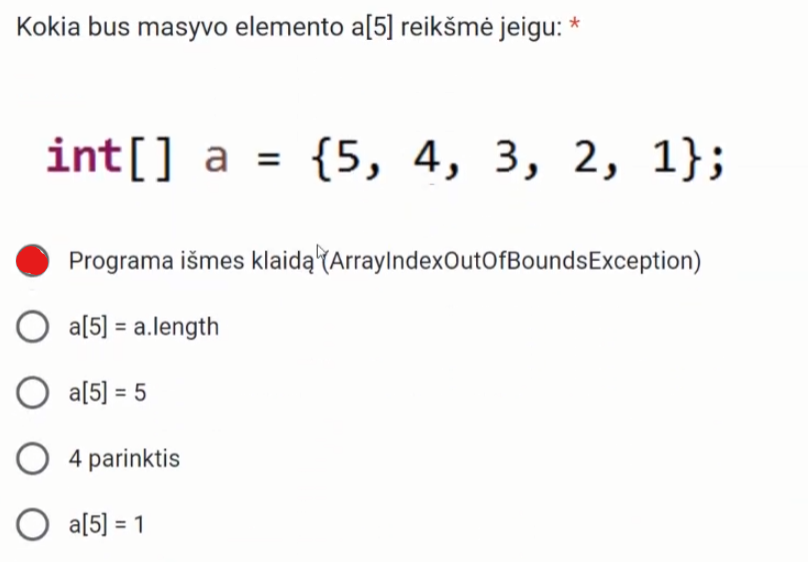 Kokia bus masyvo elemento a[5] reikšmė jeigu: *
int[] a = {5, 4, 3, 2, 1};
Programa išmes klaidą (ArrayIndexOutOfBoundsException)
a[5] = a.length
a[5] = 5
4 parinktis
a[5] = 1